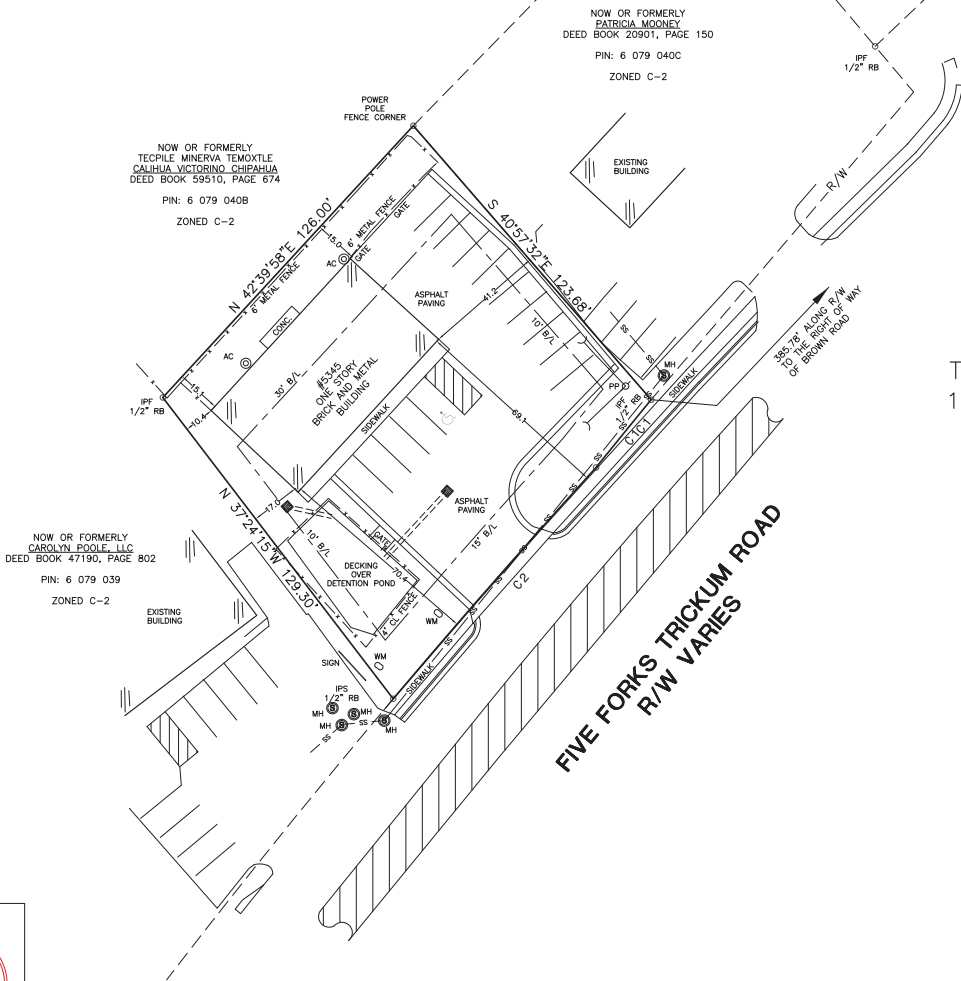 NOW OR FORMERLY
PATRICIA MOONEY
DEED BOOK 20901, PAGE 150
PIN: 6 079 040C
ZONED C-2
IPF
1/2" RB
POWER
POLE
FENCE CORNER
NOW OR FORMERLY
TECPILE MINERVA TEMOXTLE
CALIHUA VICTORINO CHIPAHUA
DEED BOOK 59510, PAGE 674
PIN: 6 079 040B
ZONED C-2
EXISTING
BUILDING
R/W
N 42°39'58"E 126.00'
6' METAL FENCE
15.0
6' METAL FENCE
GATE
GATE
AC
S 40°57'32"E 123.68'
ASPHALT
PAVING
41.2
10' B/L
SS
SS
MH
385.78' ALONG R/W
TO THE RIGHT OF WAY
OF BROWN ROAD
CONC.
AC
15.1
30' B/L
#5345
ONE STORY
BRICK AND METAL
BUILDING
SIDEWALK
IPF
1/2" RB
10.4
PP
IPF
1/2" RB
SIDEWALK
T
1
69.1
C1
C1
SS
SS
SS
SS
SS
SS
17.0
N 37°24'15"W 129.30'
10' B/L
GATE
ASPHALT
PAVING
15' B/L
C2
70.4
DECKING
OVER
DETENTION POND
4' CL FENCE
WM
WM
NOW OR FORMERLY
CAROLYN POOLE, LLC
DEED BOOK 47190, PAGE 802
PIN: 6 079 039
ZONED C-2
EXISTING
BUILDING
SIGN
SIDEWALK
IPS
1/2" RB
MH
MH
MH
MH
SS
SS
FIVE FORKS TRICKUM ROAD
R/W VARIES